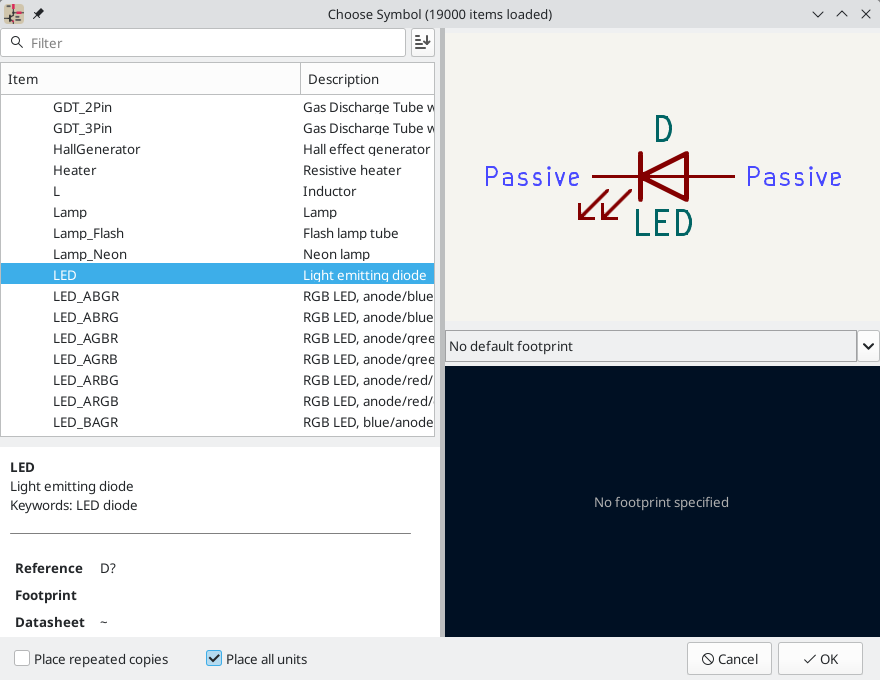 Choose Symbol (19000 items loaded)
Filter
Item Description
GDT_2Pin Gas Discharge Tube w
GDT_3Pin Gas Discharge Tube w
HallGenerator Hall effect generator
Heater Resistive heater
L Inductor
Lamp Lamp
Lamp_Flash Flash lamp tube
Lamp_Neon Neon lamp
LED Light emitting diode
LED_ABGR RGB LED, anode/blue
LED_ABRG RGB LED, anode/blue
LED_AGBR RGB LED, anode/gree
LED_AGRB RGB LED, anode/gree
LED_ARBG RGB LED, anode/red/
LED_ARGB RGB LED, anode/red/
LED_BAGR RGB LED, blue/anode
LED
Light emitting diode
Keywords: LED diode
Reference D?
Footprint
Datasheet ~
D
Passive Passive
LED
No default footprint
No footprint specified
Place repeated copies Place all units Cancel OK